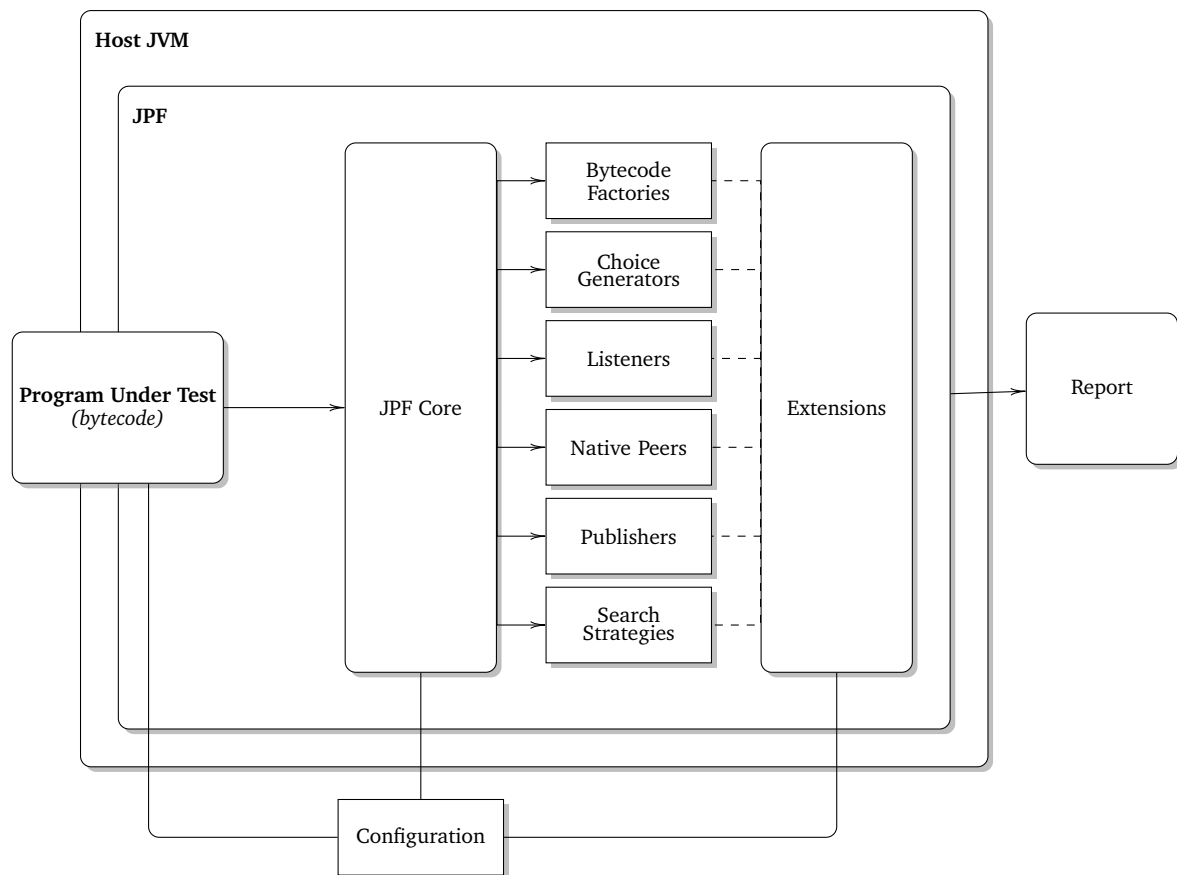 Host JVM
JPF
Program Under Test
(bytecode)
JPF Core
Bytecode
Factories
Choice
Generators
Listeners
Native Peers
Publishers
Search
Strategies
Extensions
Report
Configuration